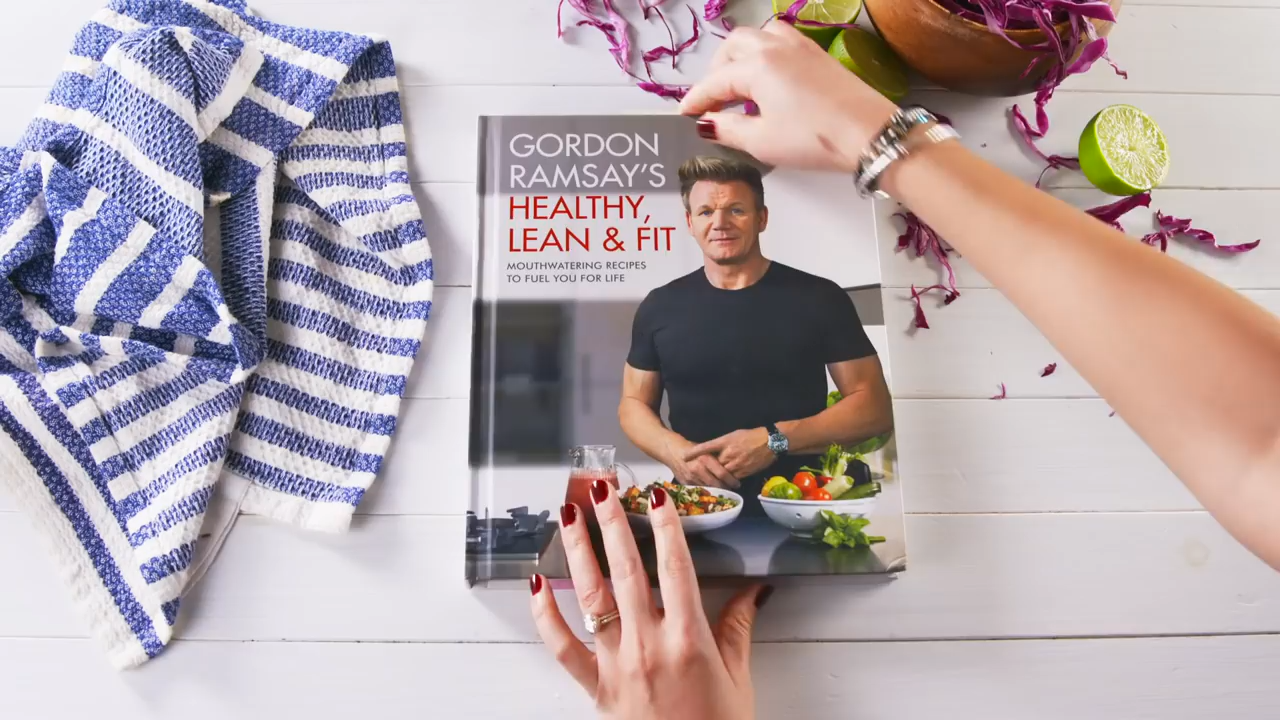 GORDON
RAMSAY'S
HEALTHY,
LEAN & FIT
MOUTHWATERING RECIPES
TO FUEL YOU FOR LIFE